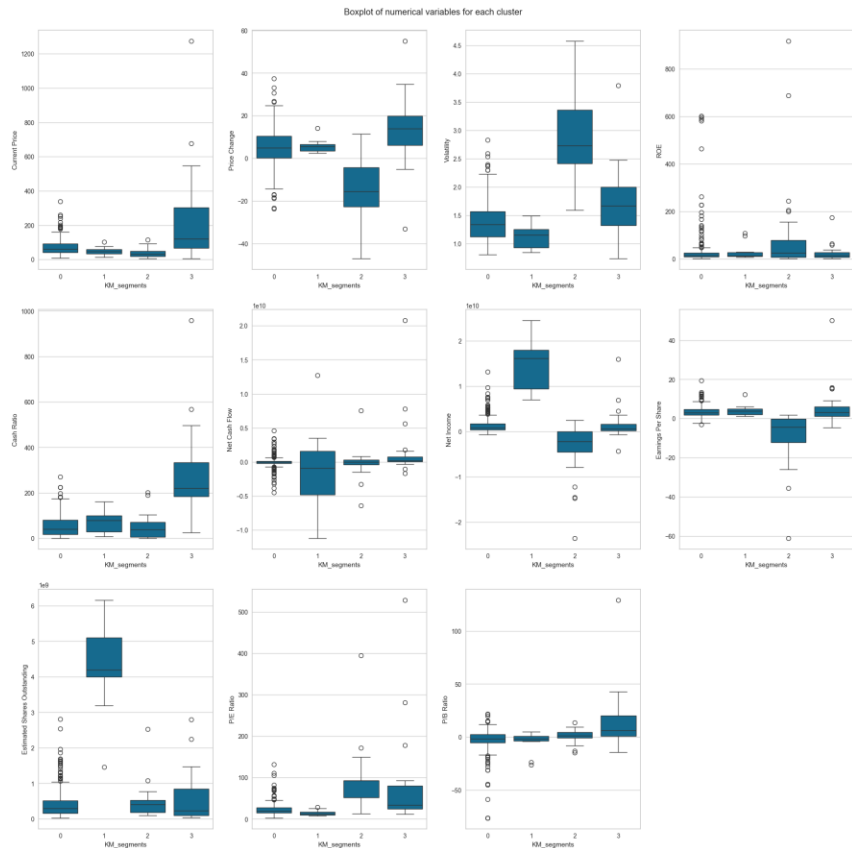 Boxplot of numerical variables for each cluster
1200
1000
800
600
400
200
0
Current Price
0 1 2 3
KM_segments
60
40
20
0
−20
−40
Price Change
0 1 2 3
KM_segments
4.5
4.0
3.5
3.0
2.5
2.0
1.5
1.0
Volatility
0 1 2 3
KM_segments
800
600
400
200
0
ROE
0 1 2 3
KM_segments
1000
800
600
400
200
0
Cash Ratio
0 1 2 3
KM_segments
1e10
2.0
1.5
1.0
0.5
0.0
−0.5
−1.0
Net Cash Flow
0 1 2 3
KM_segments
1e10
2
1
0
−1
−2
Net Income
0 1 2 3
KM_segments
60
40
20
0
−20
−40
−60
Earnings Per Share
0 1 2 3
KM_segments
1e9
6
5
4
3
2
1
0
Estimated Shares Outstanding
0 1 2 3
KM_segments
500
400
300
200
100
0
P/E Ratio
0 1 2 3
KM_segments
100
50
0
−50
P/B Ratio
0 1 2 3
KM_segments